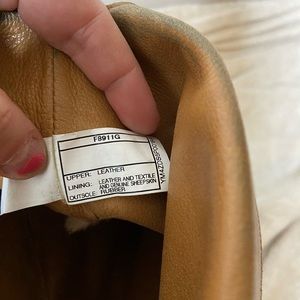 F8911G
UPPER: LEATHER
LINING: LEATHER AND TEXTILE
AND GENUINE SHEEPSKIN
OUTSOLE: RUBBER